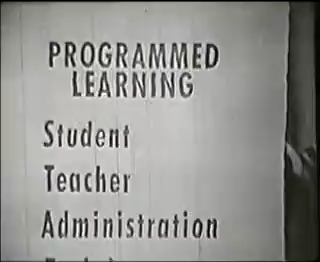 PROGRAMMED
LEARNING
Student
Teacher
Administration